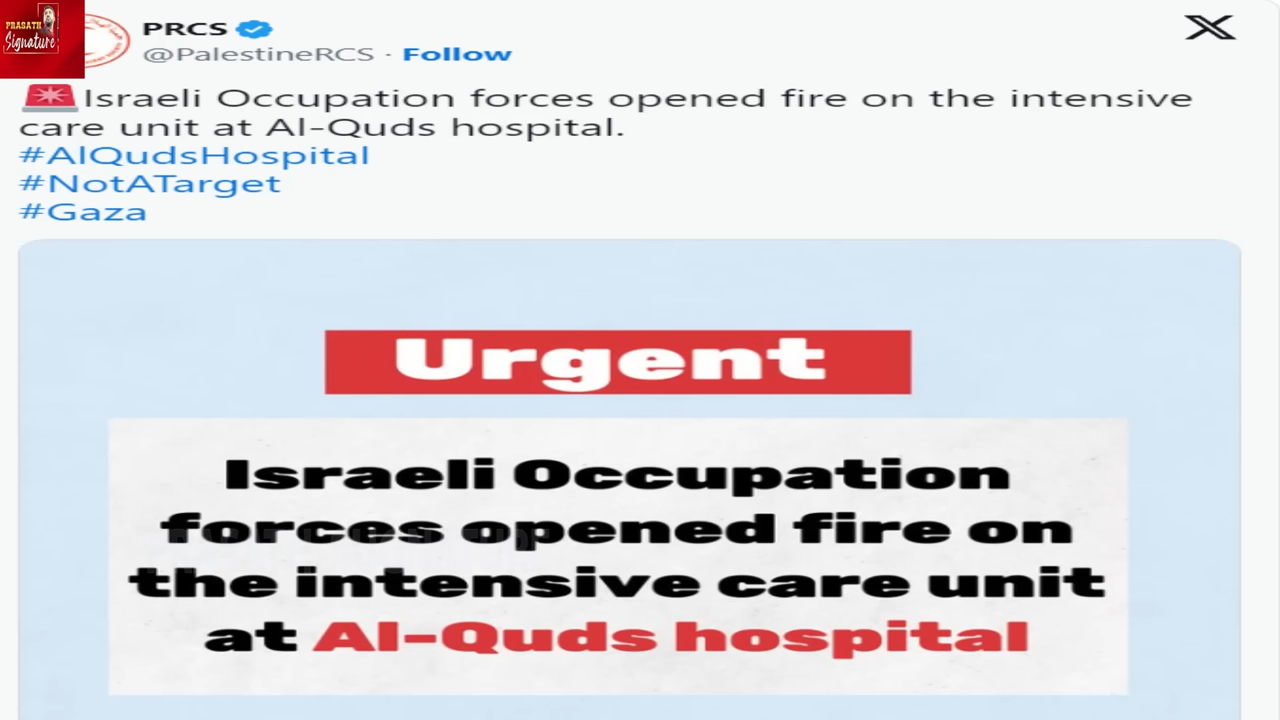 PRASATH
Signature
PRCS
@PalestineRCS · Follow
🚨Israeli Occupation forces opened fire on the intensive
care unit at Al-Quds hospital.
#AlQudsHospital
#NotATarget
#Gaza
Urgent
Israeli Occupation
forces opened fire on
the intensive care unit
at Al-Quds hospital